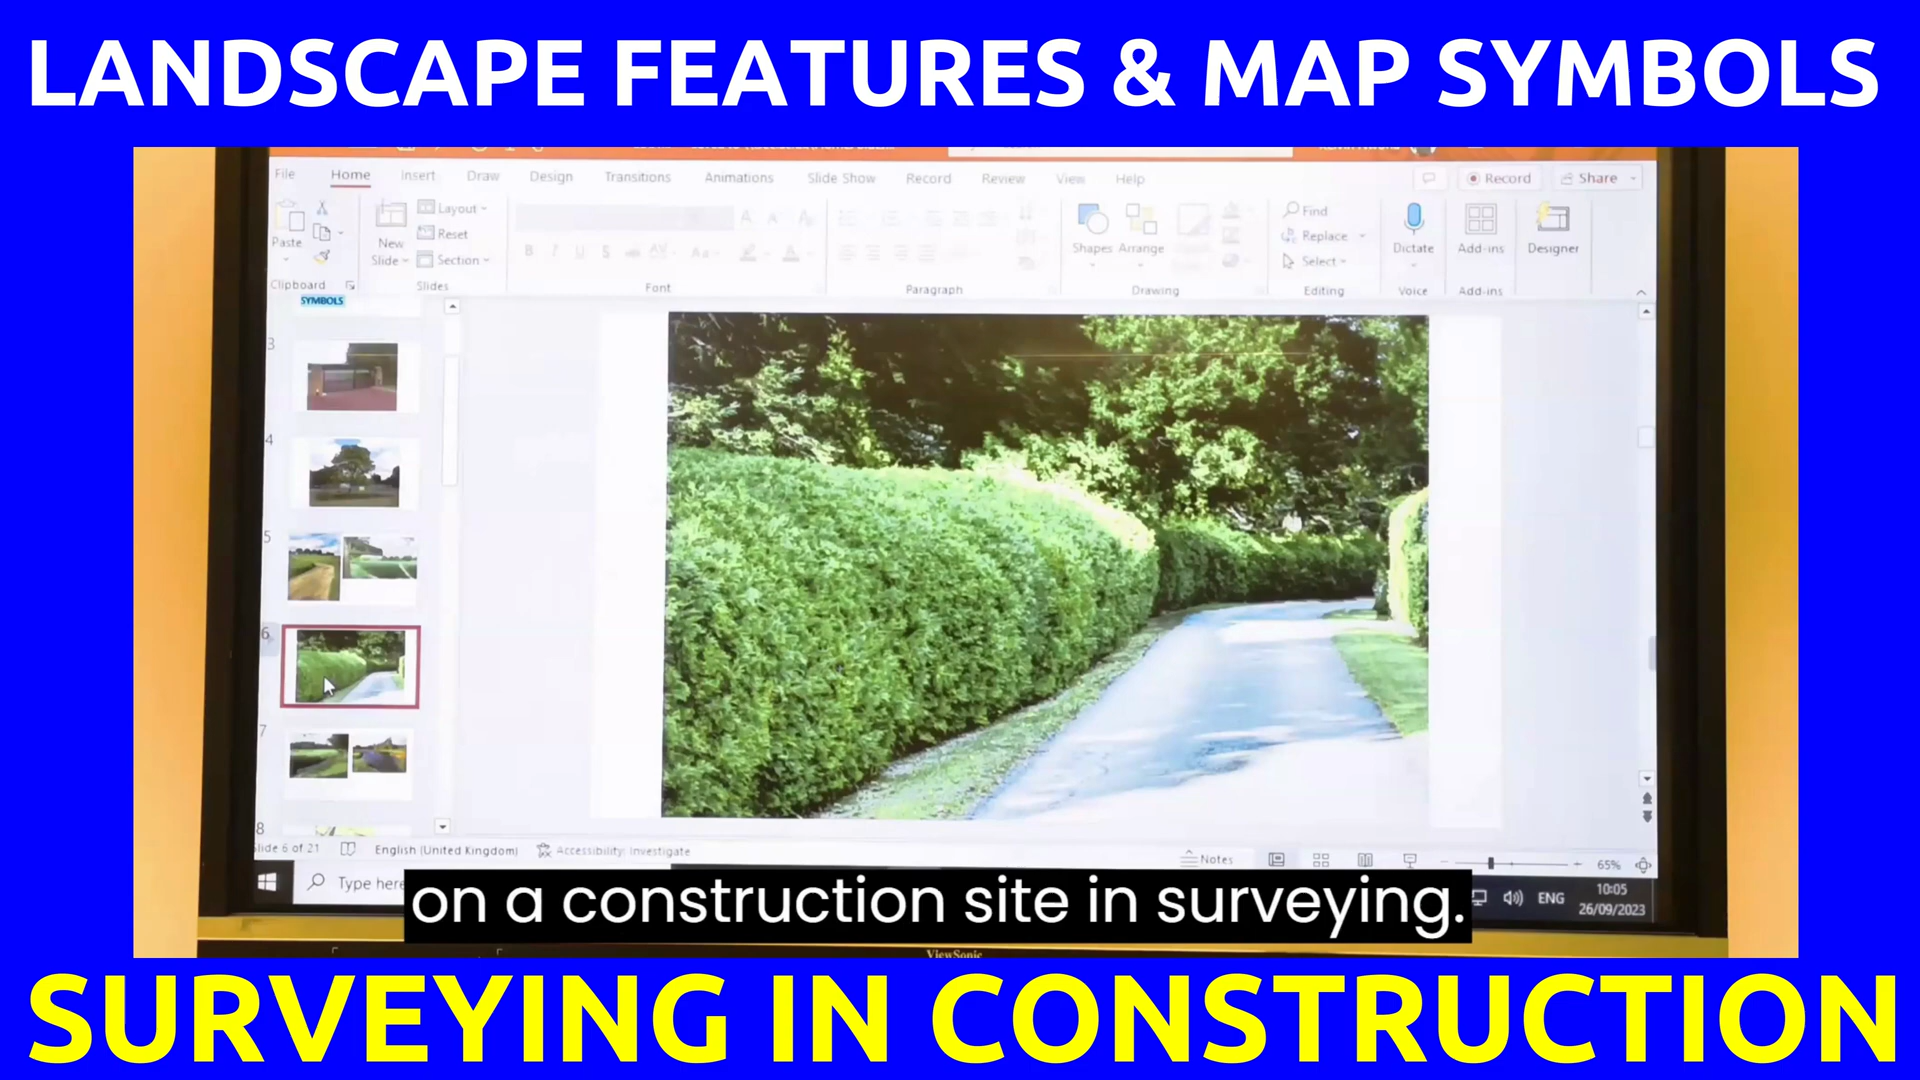 LANDSCAPE FEATURES & MAP SYMBOLS
File Home Insert Draw Design Transitions Animations Slide Show Record Review View Help Record Share
Paste
New Slide
Layout
Reset
Section
B I U S
Aa
Shapes Arrange
Find
Replace
Select
Dictate
Add-ins
Designer
Clipboard Slides Font Paragraph Drawing Editing Voice Add-ins
SYMBOLS
3
4
5
6
7
8
Slide 6 of 21 English (United Kingdom) Accessibility: Investigate Notes 65%
Type here
ENG 10:05
26/09/2023
on a construction site in surveying.
ViewSonic
SURVEYING IN CONSTRUCTION